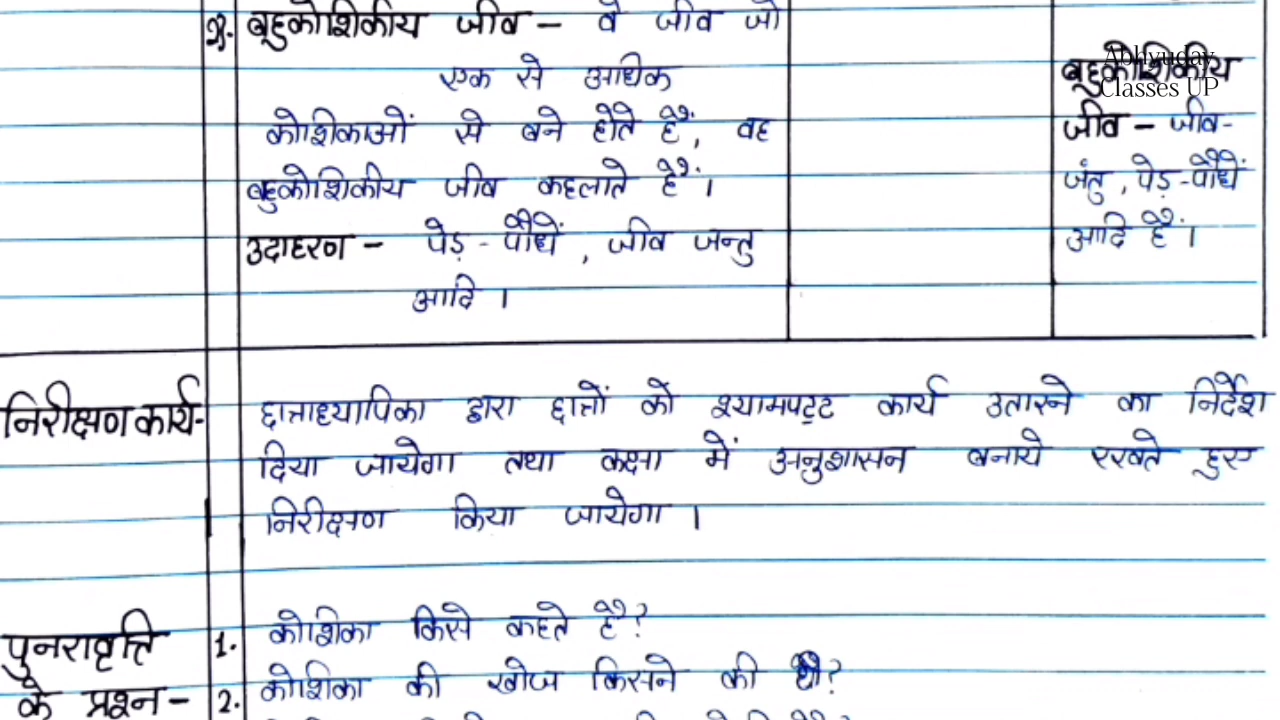 2. बहुकोशिकीय जीव – वे जीव जो
एक से अधिक
कोशिकाओं से बने होते हैं, वह
बहुकोशिकीय जीव कहलाते हैं।
उदाहरण – पेड़ - पौधें, जीव जन्तु
आदि ।
Abhyuday
Classes UP
बहुकोशिकीय
जीव – जीव-
जंतु, पेड़-पौधें
आदि हैं।
निरीक्षण कार्य- छात्राध्यापिका द्वारा छात्रों को श्यामपट्ट कार्य उतारने का निर्देश
दिया जायेगा तथा कक्षा में अनुशासन बनाये रखते हुए
निरीक्षण किया जायेगा ।
पुनरावृत्ति 1. कोशिका किसे कहते है?
के प्रश्न – 2. कोशिका की खोज किसने की थी?